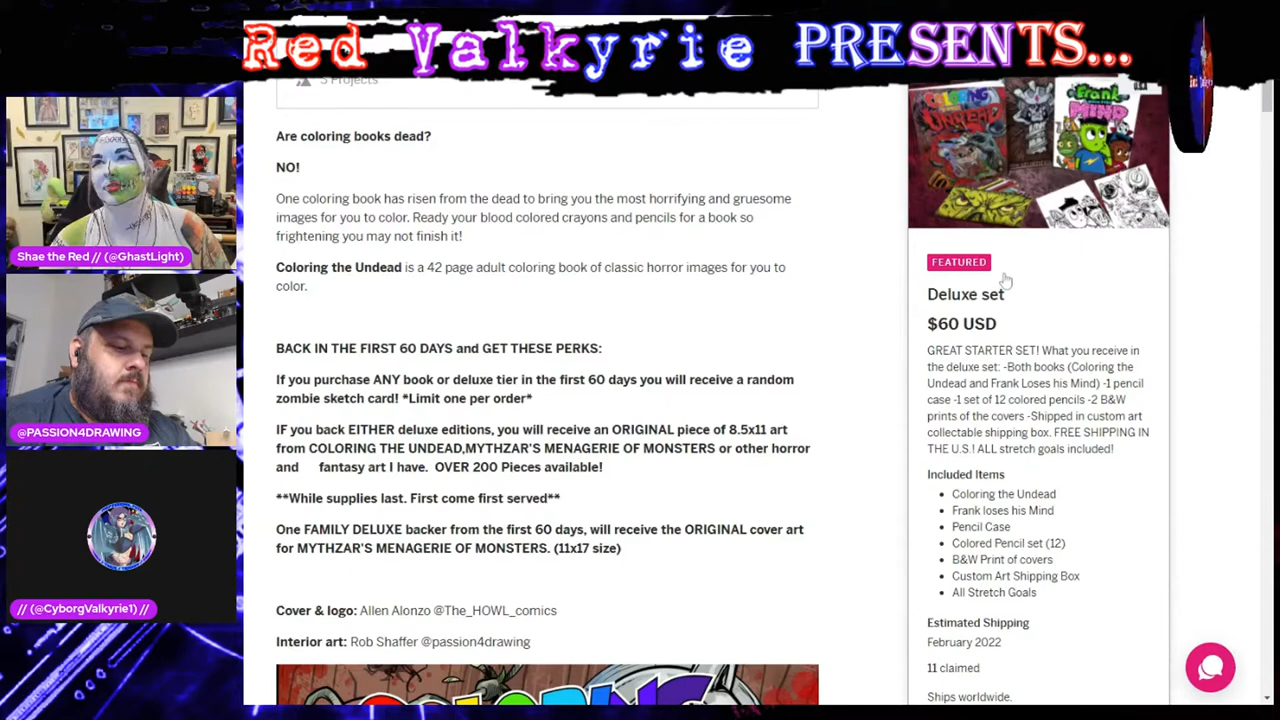 Red Valkyrie PRESENTS...
3 Projects
Are coloring books dead?
NO!
One coloring book has risen from the dead to bring you the most horrifying and gruesome
images for you to color. Ready your blood colored crayons and pencils for a book so
frightening you may not finish it!
Coloring the Undead is a 42 page adult coloring book of classic horror images for you to
color.
BACK IN THE FIRST 60 DAYS and GET THESE PERKS:
If you purchase ANY book or deluxe tier in the first 60 days you will receive a random
zombie sketch card! *Limit one per order*
IF you back EITHER deluxe editions, you will receive an ORIGINAL piece of 8.5x11 art
from COLORING THE UNDEAD,MYTHZAR'S MENAGERIE OF MONSTERS or other horror
and fantasy art I have. OVER 200 Pieces available!
**While supplies last. First come first served**
One FAMILY DELUXE backer from the first 60 days, will receive the ORIGINAL cover art
for MYTHZAR'S MENAGERIE OF MONSTERS. (11x17 size)
Cover & logo: Allen Alonzo @The_HOWL_comics
Interior art: Rob Shaffer @passion4drawing
COLORING
COLORING
UNDEAD
Frank
MIND
FEATURED
Deluxe set
$60 USD
GREAT STARTER SET! What you receive in
the deluxe set: -Both books (Coloring the
Undead and Frank Loses his Mind) -1 pencil
case -1 set of 12 colored pencils -2 B&W
prints of the covers -Shipped in custom art
collectable shipping box. FREE SHIPPING IN
THE U.S.! ALL stretch goals included!
Included Items
Coloring the Undead
Frank loses his Mind
Pencil Case
Colored Pencil set (12)
B&W Print of covers
Custom Art Shipping Box
All Stretch Goals
Estimated Shipping
February 2022
11 claimed
Ships worldwide.
Shae the Red // (@GhastLight)
@PASSION4DRAWING
// (@CyborgValkyrie1) //